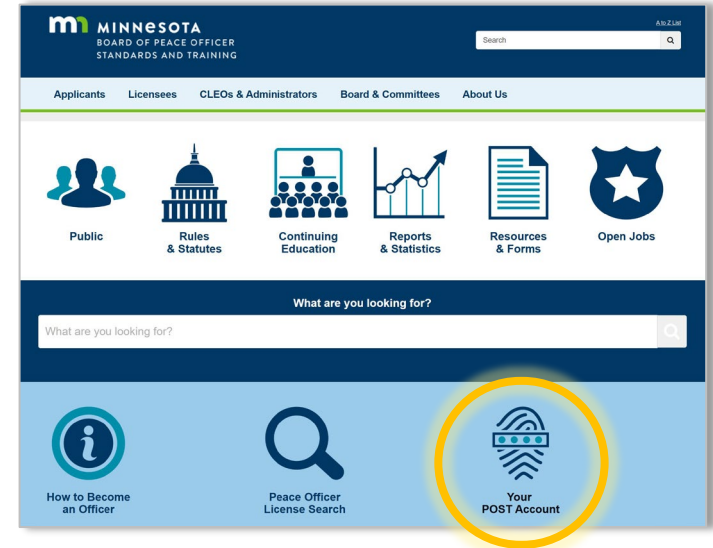 MINNESOTA
BOARD OF PEACE OFFICER
STANDARDS AND TRAINING
A to Z List
Search
Applicants Licensees CLEOs & Administrators Board & Committees About Us
Public
Rules
& Statutes
Continuing
Education
Reports
& Statistics
Resources
& Forms
Open Jobs
What are you looking for?
What are you looking for?
How to Become
an Officer
Peace Officer
License Search
Your
POST Account